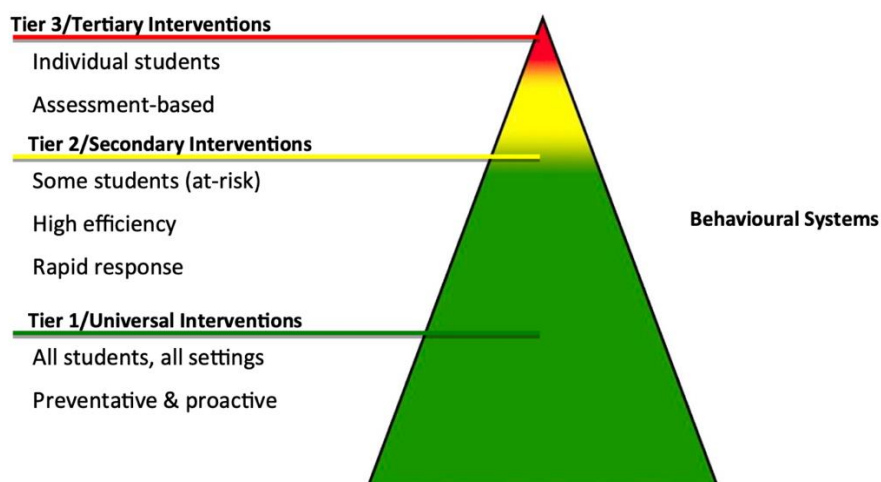 Tier 3/Tertiary Interventions
Individual students
Assessment-based
Tier 2/Secondary Interventions
Some students (at-risk)
High efficiency
Rapid response
Behavioural Systems
Tier 1/Universal Interventions
All students, all settings
Preventative & proactive